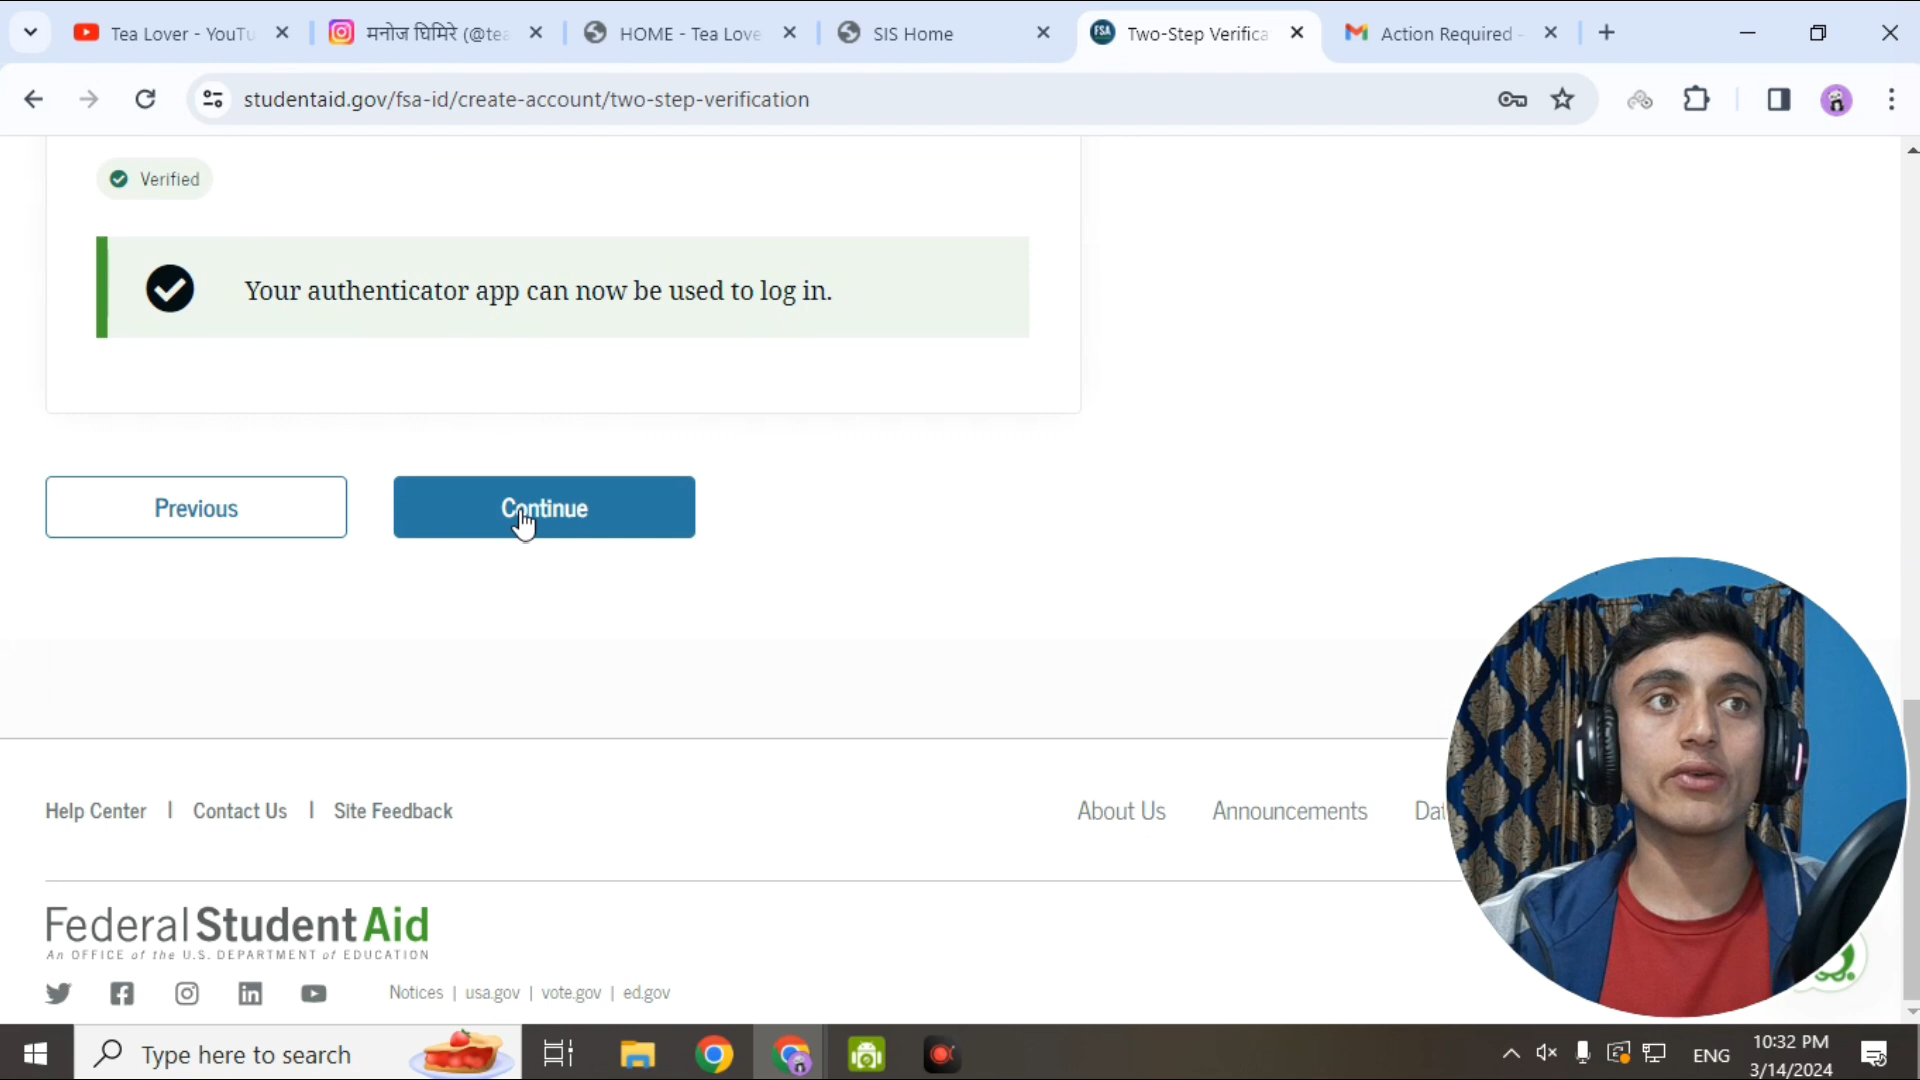 Tea Lover - YouTu
मनोज घिमिरे (@tea
HOME - Tea Love
SIS Home
FSA
Two-Step Verifica
Action Required -
studentaid.gov/fsa-id/create-account/two-step-verification
Verified
Your authenticator app can now be used to log in.
Previous
Continue
Help Center | Contact Us | Site Feedback
About Us
Announcements
Dat
Federal Student Aid
An OFFICE of the U.S. DEPARTMENT of EDUCATION
Notices | usa.gov | vote.gov | ed.gov
Type here to search
ENG
10:32 PM
3/14/2024